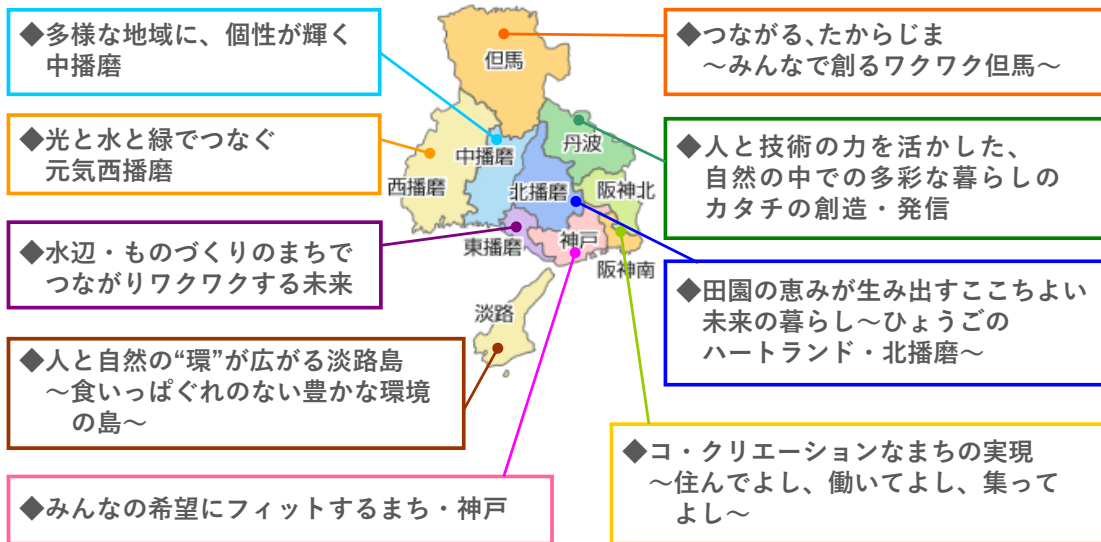 ◆多様な地域に、個性が輝く
中播磨
◆光と水と緑でつなぐ
元気西播磨
◆水辺・ものづくりのまちで
つながりワクワクする未来
◆人と自然の“環”が広がる淡路島
～食いっぱぐれのない豊かな環境
の島～
◆みんなの希望にフィットするまち・神戸
但馬
丹波
中播磨
西播磨
北播磨
阪神北
東播磨
神戸
阪神南
淡路
◆つながる、たからじま
～みんなで創るワクワク但馬～
◆人と技術の力を活かした、
自然の中での多彩な暮らしの
カタチの創造・発信
◆田園の恵みが生み出すここちよい
未来の暮らし～ひょうごの
ハートランド・北播磨～
◆コ・クリエーションなまちの実現
～住んでよし、働いてよし、集って
よし～